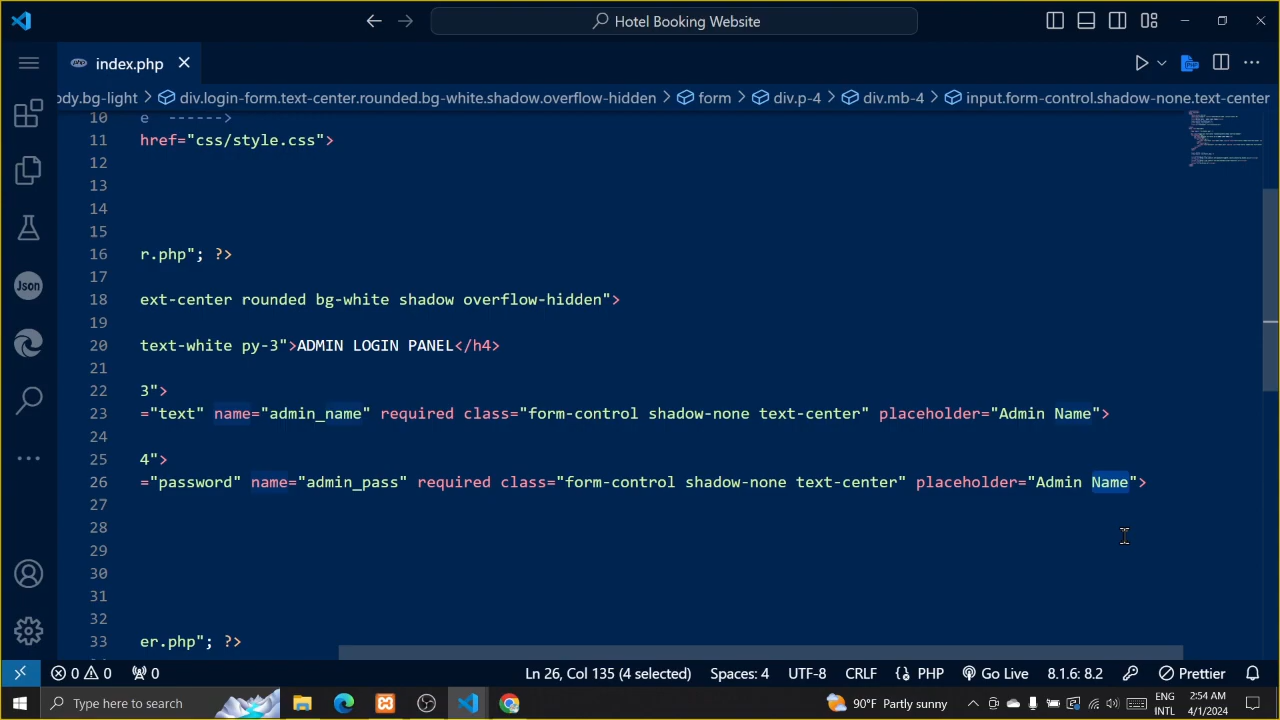 Hotel Booking Website
index.php
ody.bg-light > div.login-form.text-center.rounded.bg-white.shadow.overflow-hidden > form > div.p-4 > div.mb-4 > input.form-control.shadow-none.text-center
10 e ------>
11 href="css/style.css">
12
13
14
15
16 r.php"; ?>
17
18 ext-center rounded bg-white shadow overflow-hidden">
19
20 text-white py-3">ADMIN LOGIN PANEL</h4>
21
22 3">
23 ="text" name="admin_name" required class="form-control shadow-none text-center" placeholder="Admin Name">
24
25 4">
26 ="password" name="admin_pass" required class="form-control shadow-none text-center" placeholder="Admin Name">
27
28
29
30
31
32
33 er.php"; ?>
Json
PHP
0 0 0 Ln 26, Col 135 (4 selected) Spaces: 4 UTF-8 CRLF PHP Go Live 8.1.6: 8.2 Prettier
Type here to search 90°F Partly sunny ENG INTL 2:54 AM 4/1/2024